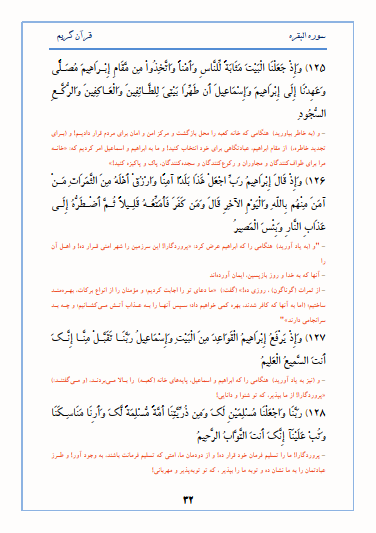 سوره البقره
قرآن کریم
(۱۲۵) وَإِذْ جَعَلْنَا الْبَيْتَ مَثَابَةً لِّلنَّاسِ وَأَمْناً وَاتَّخِذُوا مِن مَّقَامِ إِبْرَاهِيمَ مُصَلًّى
وَعَهِدْنَا إِلَى إِبْرَاهِيمَ وَإِسْمَاعِيلَ أَن طَهِّرَا بَيْتِيَ لِلطَّائِفِينَ وَالْعَاكِفِينَ وَالرُّكَّعِ
السُّجُودِ
– و (به خاطر بیاورید) هنگامی که خانه کعبه را محل بازگشت و مرکز امن و امان برای مردم قرار دادیم! و (برای
تجدید خاطره،) از مقام ابراهیم، عبادتگاهی برای خود انتخاب کنید! و ما به ابراهیم و اسماعیل امر کردیم که «خانه
مرا برای طواف‌کنندگان و مجاوران و رکوع‌کنندگان و سجده‌کنندگان، پاک و پاکیزه کنید!»
(۱۲۶) وَإِذْ قَالَ إِبْرَاهِيمُ رَبِّ اجْعَلْ هَذَا بَلَدًا آمِنًا وَارْزُقْ أَهْلَهُ مِنَ الثَّمَرَاتِ مَنْ
آمَنَ مِنْهُم بِاللّهِ وَالْيَوْمِ الآخِرِ قَالَ وَمَن كَفَرَ فَأُمَتِّعُهُ قَلِيلاً ثُمَّ أَضْطَرُّهُ إِلَى
عَذَابِ النَّارِ وَبِئْسَ الْمَصِيرُ
– "و (به یاد آورید) هنگامی را که ابراهیم عرض کرد: «پروردگارا! این سرزمین را شهر امنی قرار ده! و اهل آن
را
– آنها که به خدا و روز بازپسین، ایمان آورده‌اند
– از ثمرات (گوناگون)، روزی ده!» (گفت:) «ما دعای تو را اجابت کردیم؛ و مؤمنان را از انواع برکات، بهره‌مند
ساختیم؛ (اما به آنها که کافر شدند، بهره کمی خواهیم داد؛ سپس آنها را به عذاب آتش می‌کشانیم؛ و چه بد
سرانجامی دارند»"
(۱۲۷) وَإِذْ يَرْفَعُ إِبْرَاهِيمُ الْقَوَاعِدَ مِنَ الْبَيْتِ وَإِسْمَاعِيلُ رَبَّنَا تَقَبَّلْ مِنَّا إِنَّكَ
أَنتَ السَّمِيعُ الْعَلِيمُ
– و (نیز به یاد آورید) هنگامی را که ابراهیم و اسماعیل، پایه‌های خانه (کعبه) را بالا می‌بردند، (و می‌گفتند:)
«پروردگارا! از ما بپذیر، که تو شنوا و دانایی!
(۱۲۸) رَبَّنَا وَاجْعَلْنَا مُسْلِمَيْنِ لَكَ وَمِن ذُرِّيَّتِنَا أُمَّةً مُّسْلِمَةً لَّكَ وَأَرِنَا مَنَاسِكَنَا
وَتُبْ عَلَيْنَآ إِنَّكَ أَنتَ التَّوَّابُ الرَّحِيمُ
– پروردگارا! ما را تسلیم فرمان خود قرار ده! و از دودمان ما، امتی که تسلیم فرمانت باشند، به وجود آور! و طرز
عبادتمان را به ما نشان ده و توبه ما را بپذیر، که تو توبه‌پذیر و مهربانی!
۳۲